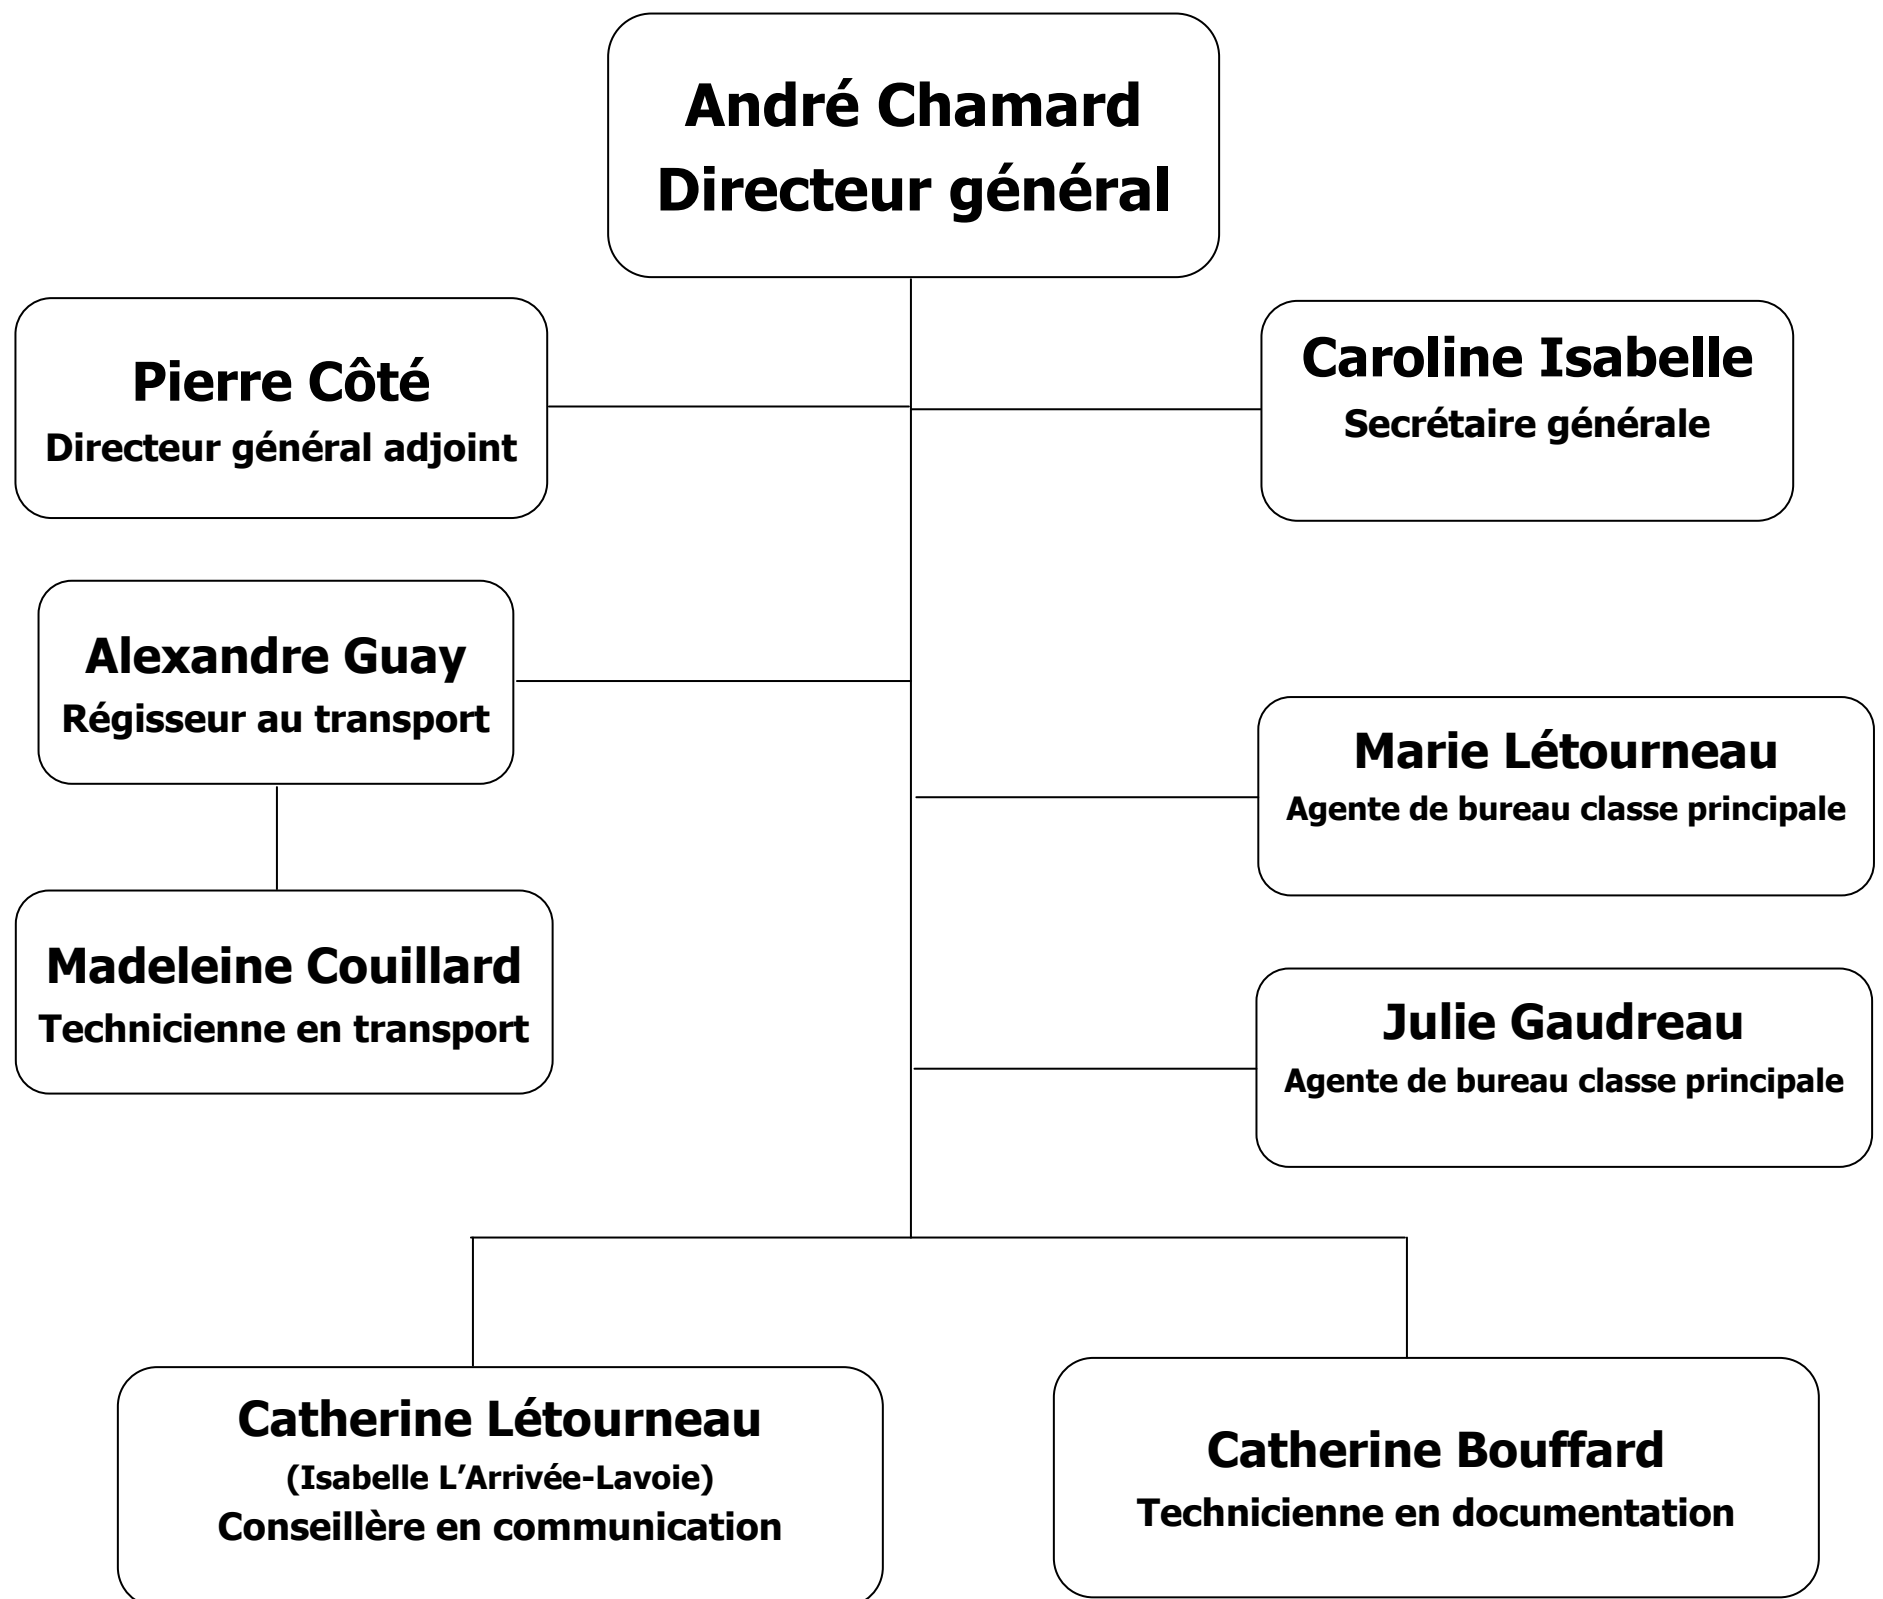 André Chamard
Directeur général
Pierre Côté
Directeur général adjoint
Caroline Isabelle
Secrétaire générale
Alexandre Guay
Régisseur au transport
Marie Létourneau
Agente de bureau classe principale
Madeleine Couillard
Technicienne en transport
Julie Gaudreau
Agente de bureau classe principale
Catherine Létourneau
(Isabelle L’Arrivée-Lavoie)
Conseillère en communication
Catherine Bouffard
Technicienne en documentation